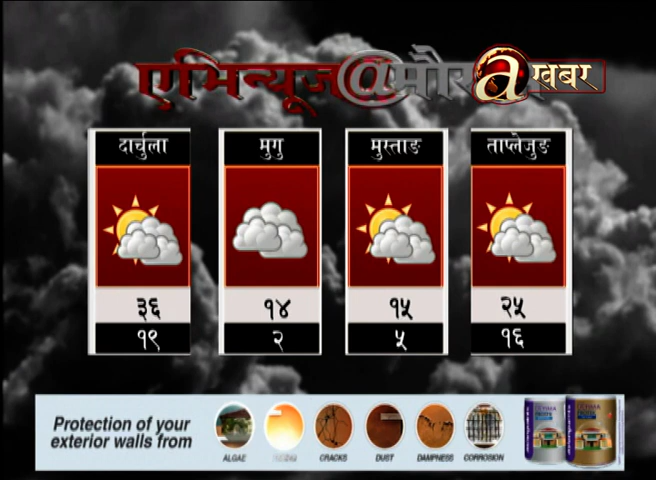 एभिन्यूज@मौस
a खबर
दार्चुला
मुगु
मुस्ताङ
ताप्लेजुङ
३६
१४
१५
२५
१९
२
५
१६
Protection of your
exterior walls from
ALGAE
CRACKS
DUST
DAMPNESS
CORROSION